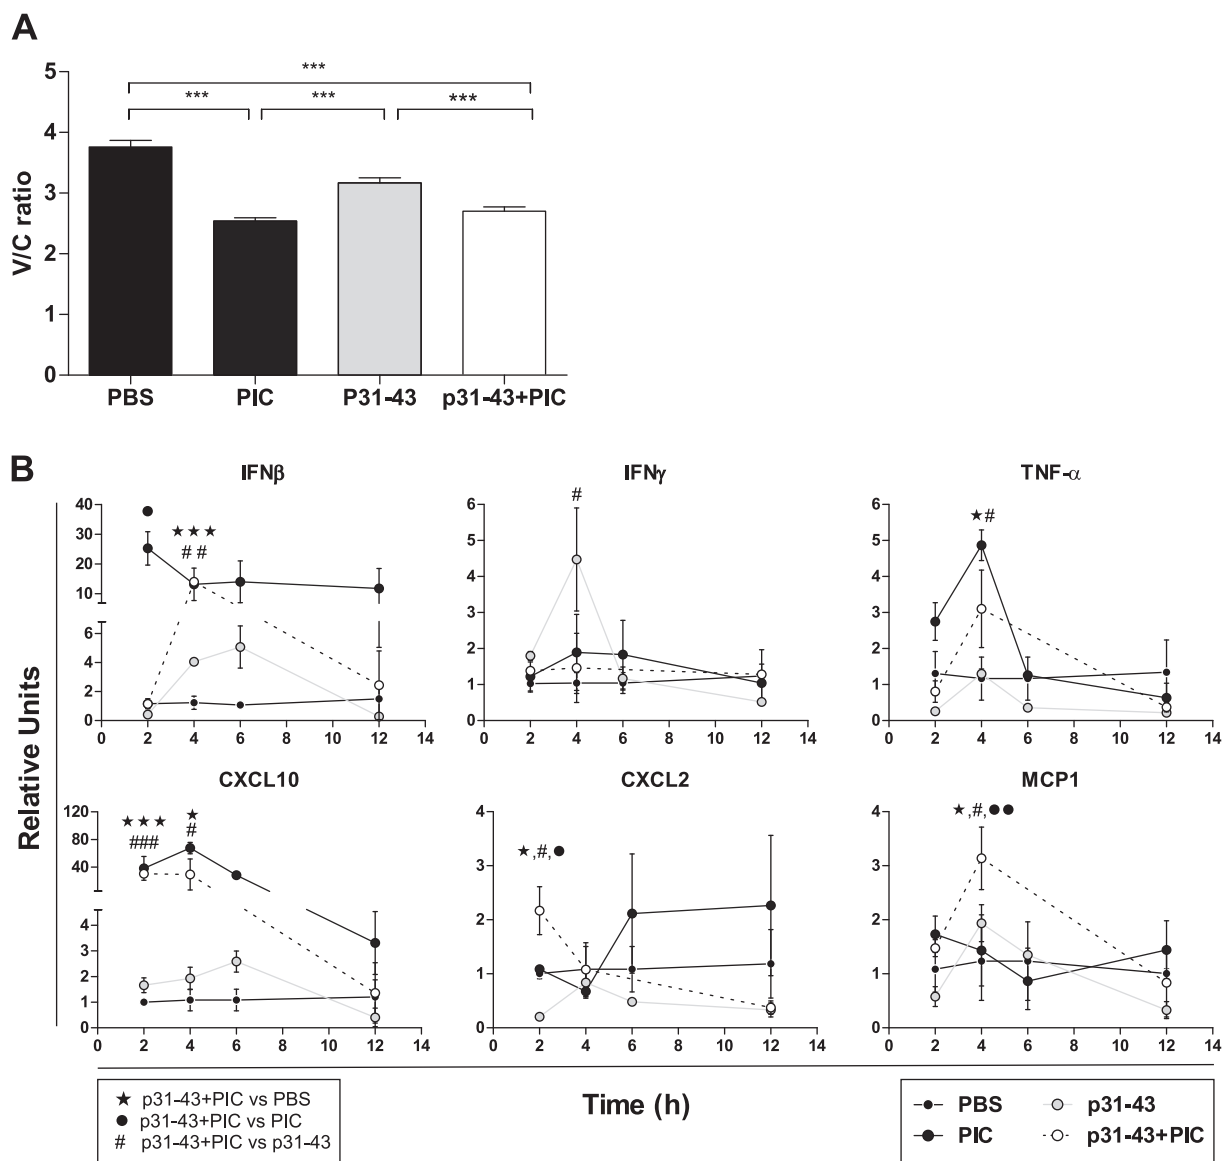 A
***
*** *** ***
5
4
3
2
1
0
V/C ratio
PBS PIC P31-43 p31-43+PIC
B
IFNβ IFNγ TNF-α
40 6 6
● # ★#
★★★
##
30 5 5
20 4 4
10 3 3
6 2 2
4 1 1
2 0 0
0
0 2 4 6 8 10 12 14 0 2 4 6 8 10 12 14 0 2 4 6 8 10 12 14
Relative Units
CXCL10 CXCL2 MCP1
120 4 4
★★★ ★ ★,#,● ★,#,●●
### #
80 3 3
40 2 2
4 1 1
3 0 0
2
1
0
0 2 4 6 8 10 12 14 0 2 4 6 8 10 12 14 0 2 4 6 8 10 12 14
Time (h)
★ p31-43+PIC vs PBS
● p31-43+PIC vs PIC
# p31-43+PIC vs p31-43
PBS p31-43
PIC p31-43+PIC